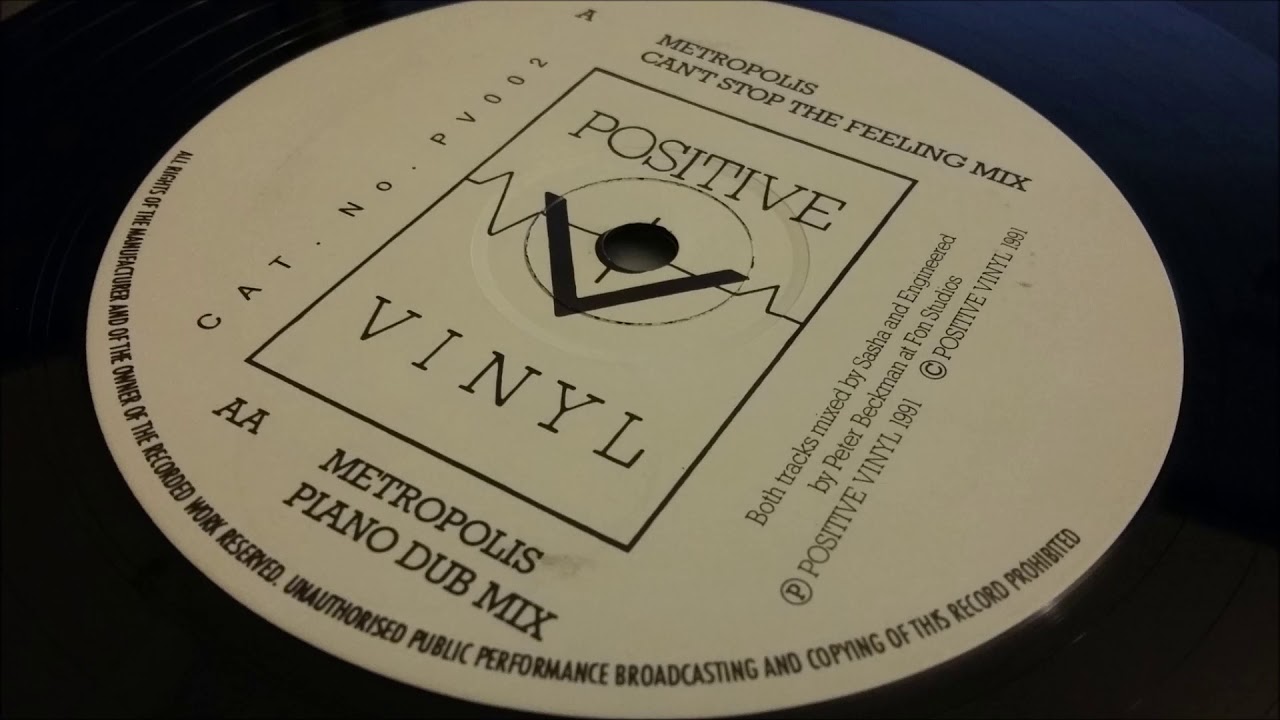 A
METROPOLIS
CAN'T STOP THE FEELING MIX
CAT. NO. PV002
POSITIVE
V
VINYL
AA
METROPOLIS
PIANO DUB MIX
Both tracks mixed by Sasha and Engineered
by Peter Beckman at Fon Studios
Ⓟ POSITIVE VINYL 1991 © POSITIVE VINYL 1991
ALL RIGHTS OF THE MANUFACTURER AND OF THE OWNER OF THE RECORDED WORK RESERVED. UNAUTHORISED PUBLIC PERFORMANCE BROADCASTING AND COPYING OF THIS RECORD PROHIBITED